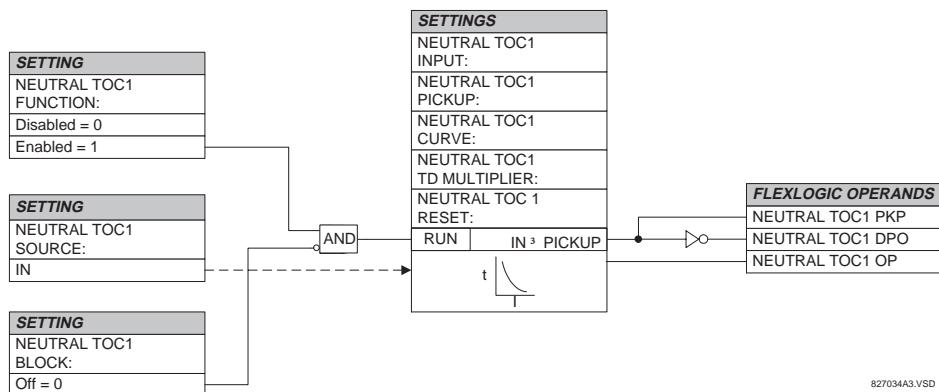 SETTING
NEUTRAL TOC1
FUNCTION:
Disabled = 0
Enabled = 1
SETTING
NEUTRAL TOC1
SOURCE:
IN
SETTING
NEUTRAL TOC1
BLOCK:
Off = 0
AND
SETTINGS
NEUTRAL TOC1
INPUT:
NEUTRAL TOC1
PICKUP:
NEUTRAL TOC1
CURVE:
NEUTRAL TOC1
TD MULTIPLIER:
NEUTRAL TOC 1
RESET:
RUN
IN ³ PICKUP
t
I
FLEXLOGIC OPERANDS
NEUTRAL TOC1 PKP
NEUTRAL TOC1 DPO
NEUTRAL TOC1 OP
827034A3.VSD